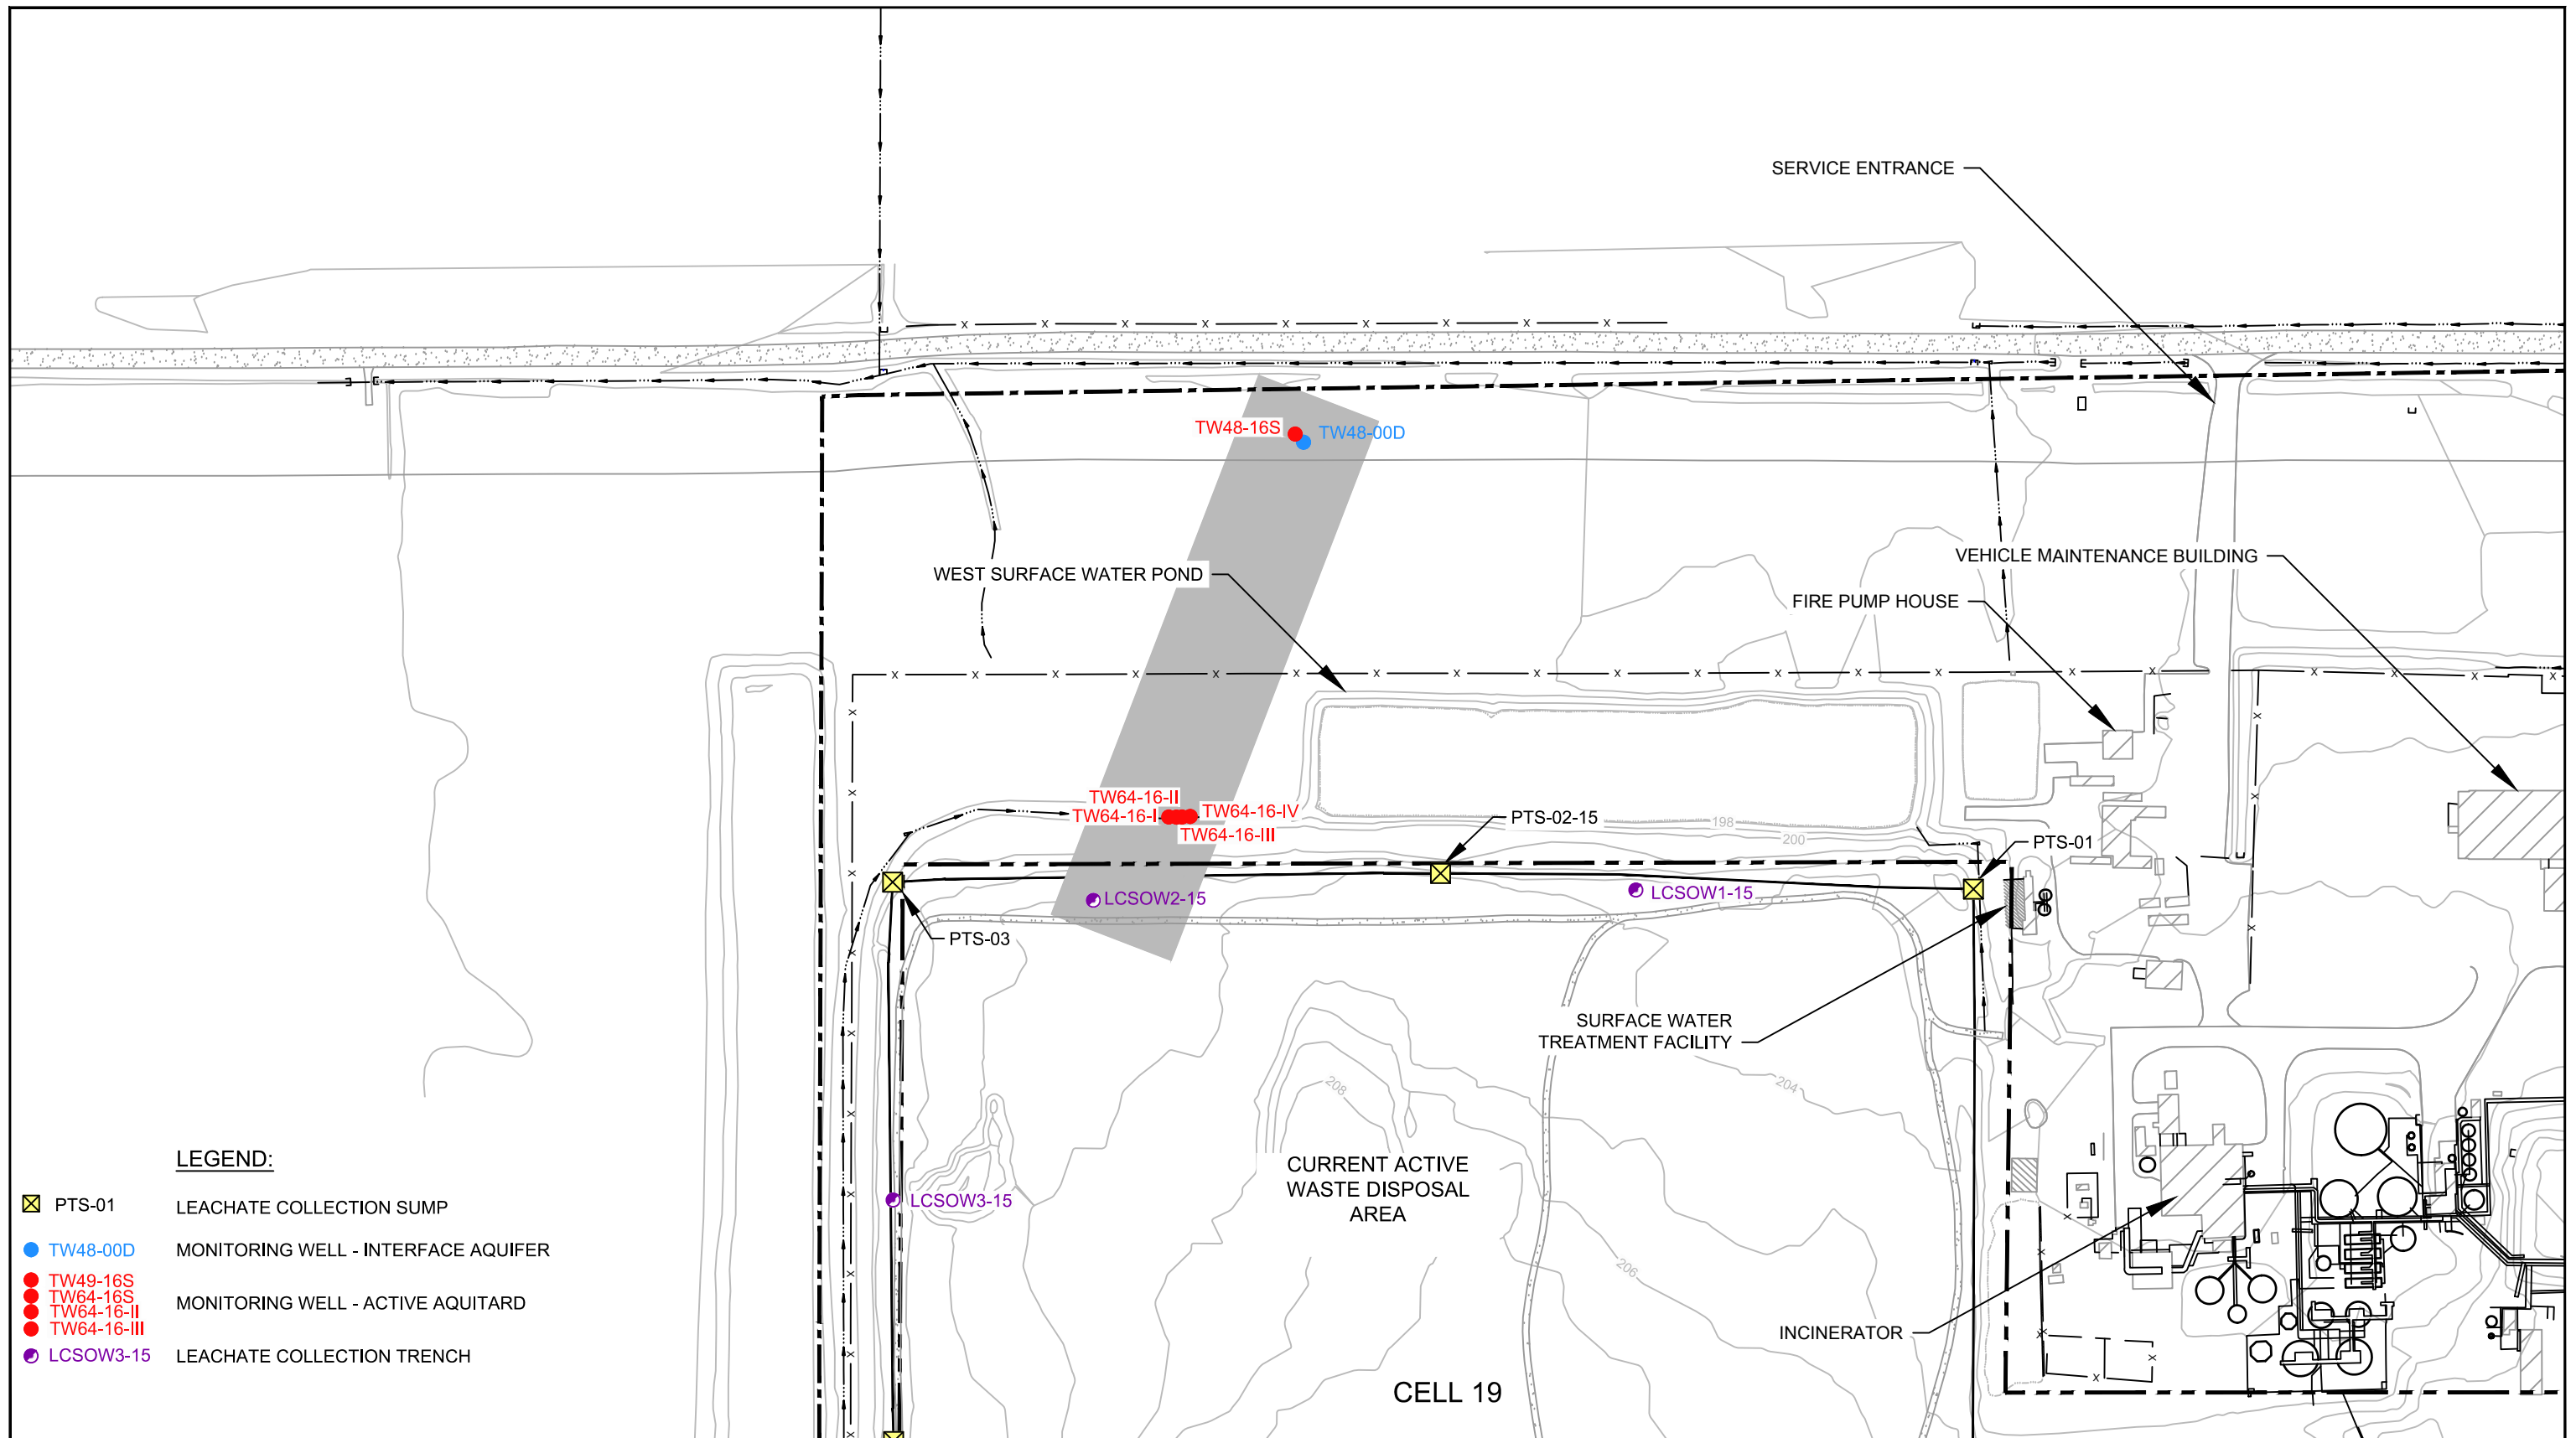 SERVICE ENTRANCE
TW48-16S
TW48-00D
WEST SURFACE WATER POND
VEHICLE MAINTENANCE BUILDING
FIRE PUMP HOUSE
TW64-16-II
TW64-16-I
TW64-16-IV
TW64-16-III
PTS-02-15
198
200
PTS-01
LCSOW2-15
LCSOW1-15
PTS-03
SURFACE WATER
TREATMENT FACILITY
208
204
CURRENT ACTIVE
WASTE DISPOSAL
AREA
LCSOW3-15
206
INCINERATOR
CELL 19
LEGEND:
PTS-01 LEACHATE COLLECTION SUMP
TW48-00D MONITORING WELL - INTERFACE AQUIFER
TW49-16S
TW64-16S
TW64-16-II
TW64-16-III
MONITORING WELL - ACTIVE AQUITARD
LCSOW3-15 LEACHATE COLLECTION TRENCH